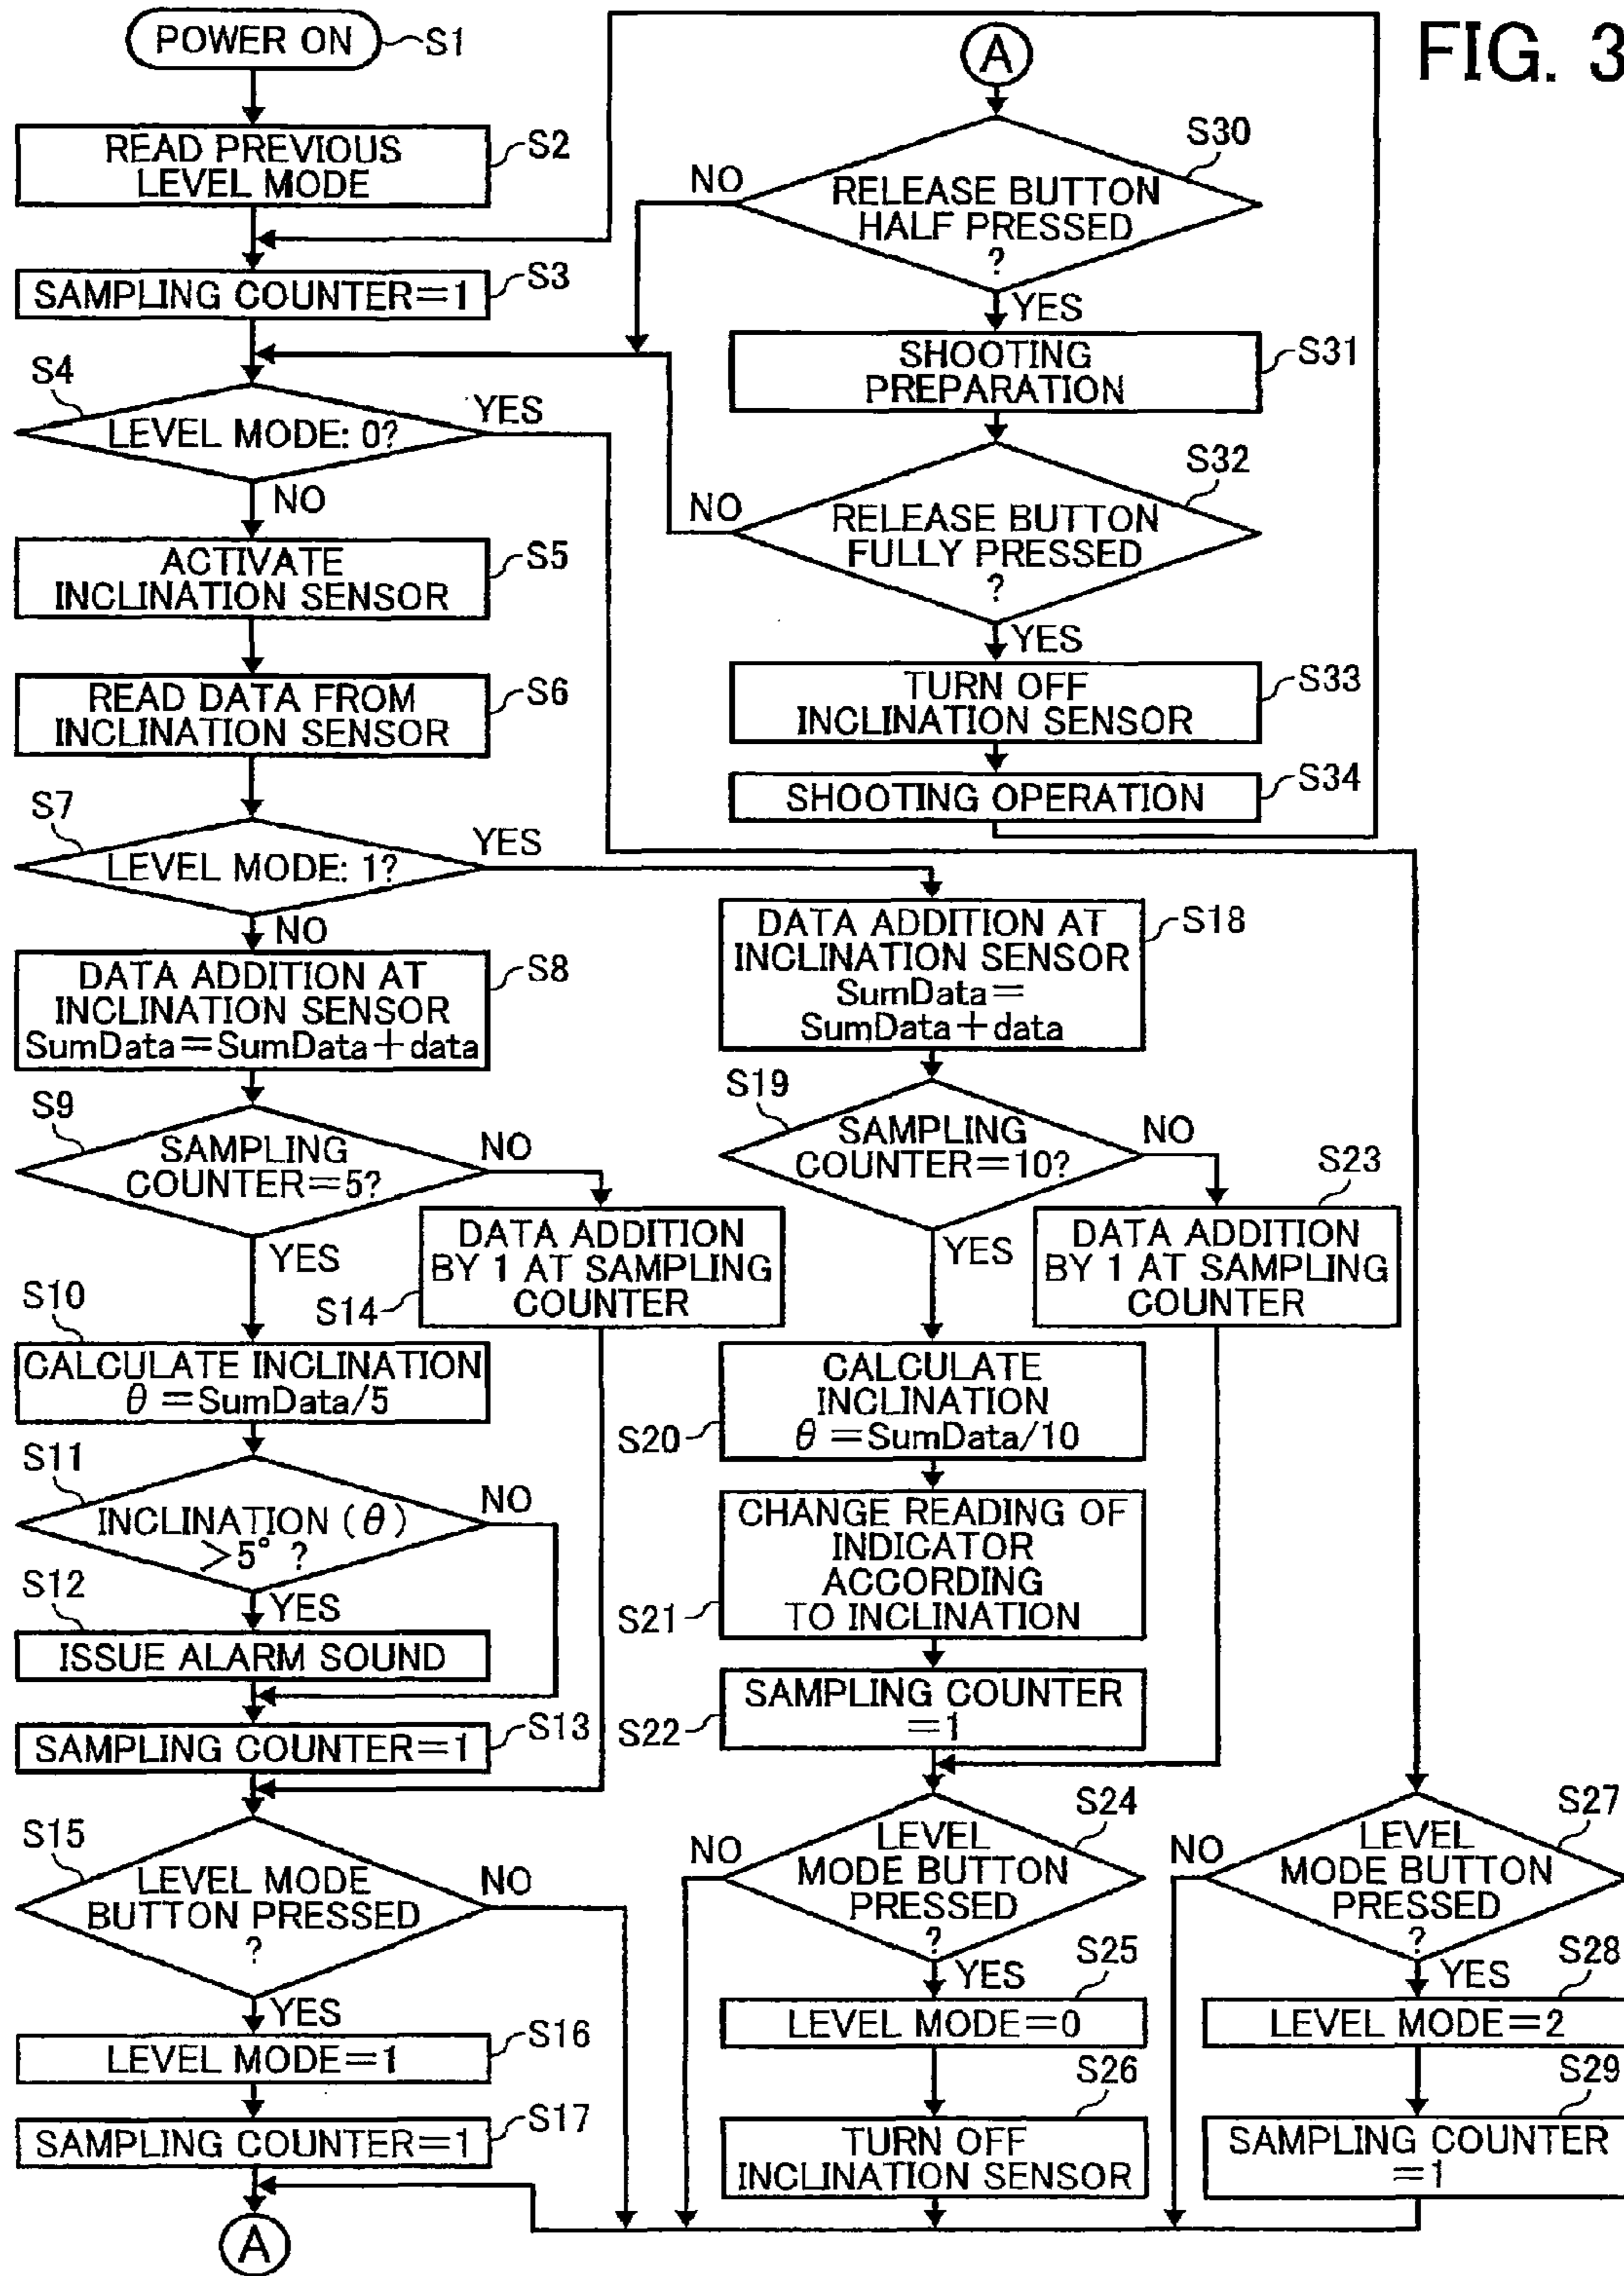 FIG. 3
POWER ON
S1
READ PREVIOUS
LEVEL MODE
S2
SAMPLING COUNTER=1
S3
S4
LEVEL MODE: 0?
YES
NO
ACTIVATE
INCLINATION SENSOR
S5
READ DATA FROM
INCLINATION SENSOR
S6
S7
LEVEL MODE: 1?
YES
NO
DATA ADDITION AT
INCLINATION SENSOR
SumData=SumData+data
S8
S9
SAMPLING
COUNTER=5?
NO
YES
S10
CALCULATE INCLINATION
θ=SumData/5
S11
INCLINATION (θ)
>5° ?
NO
S12
YES
ISSUE ALARM SOUND
SAMPLING COUNTER=1
S13
DATA ADDITION
BY 1 AT SAMPLING
COUNTER
S14
S15
LEVEL MODE
BUTTON PRESSED
?
NO
YES
LEVEL MODE=1
S16
SAMPLING COUNTER=1
S17
A
A
S30
RELEASE BUTTON
HALF PRESSED
?
NO
YES
SHOOTING
PREPARATION
S31
S32
RELEASE BUTTON
FULLY PRESSED
?
NO
YES
TURN OFF
INCLINATION SENSOR
S33
SHOOTING OPERATION
S34
DATA ADDITION AT
INCLINATION SENSOR
SumData=
SumData+data
S18
S19
SAMPLING
COUNTER=10?
NO
YES
S23
DATA ADDITION
BY 1 AT SAMPLING
COUNTER
CALCULATE
INCLINATION
θ=SumData/10
S20
CHANGE READING OF
INDICATOR
ACCORDING
TO INCLINATION
S21
SAMPLING COUNTER
=1
S22
S24
LEVEL
MODE BUTTON
PRESSED
?
NO
YES
S25
LEVEL MODE=0
S26
TURN OFF
INCLINATION SENSOR
S27
LEVEL
MODE BUTTON
PRESSED
?
NO
YES
S28
LEVEL MODE=2
S29
SAMPLING COUNTER
=1